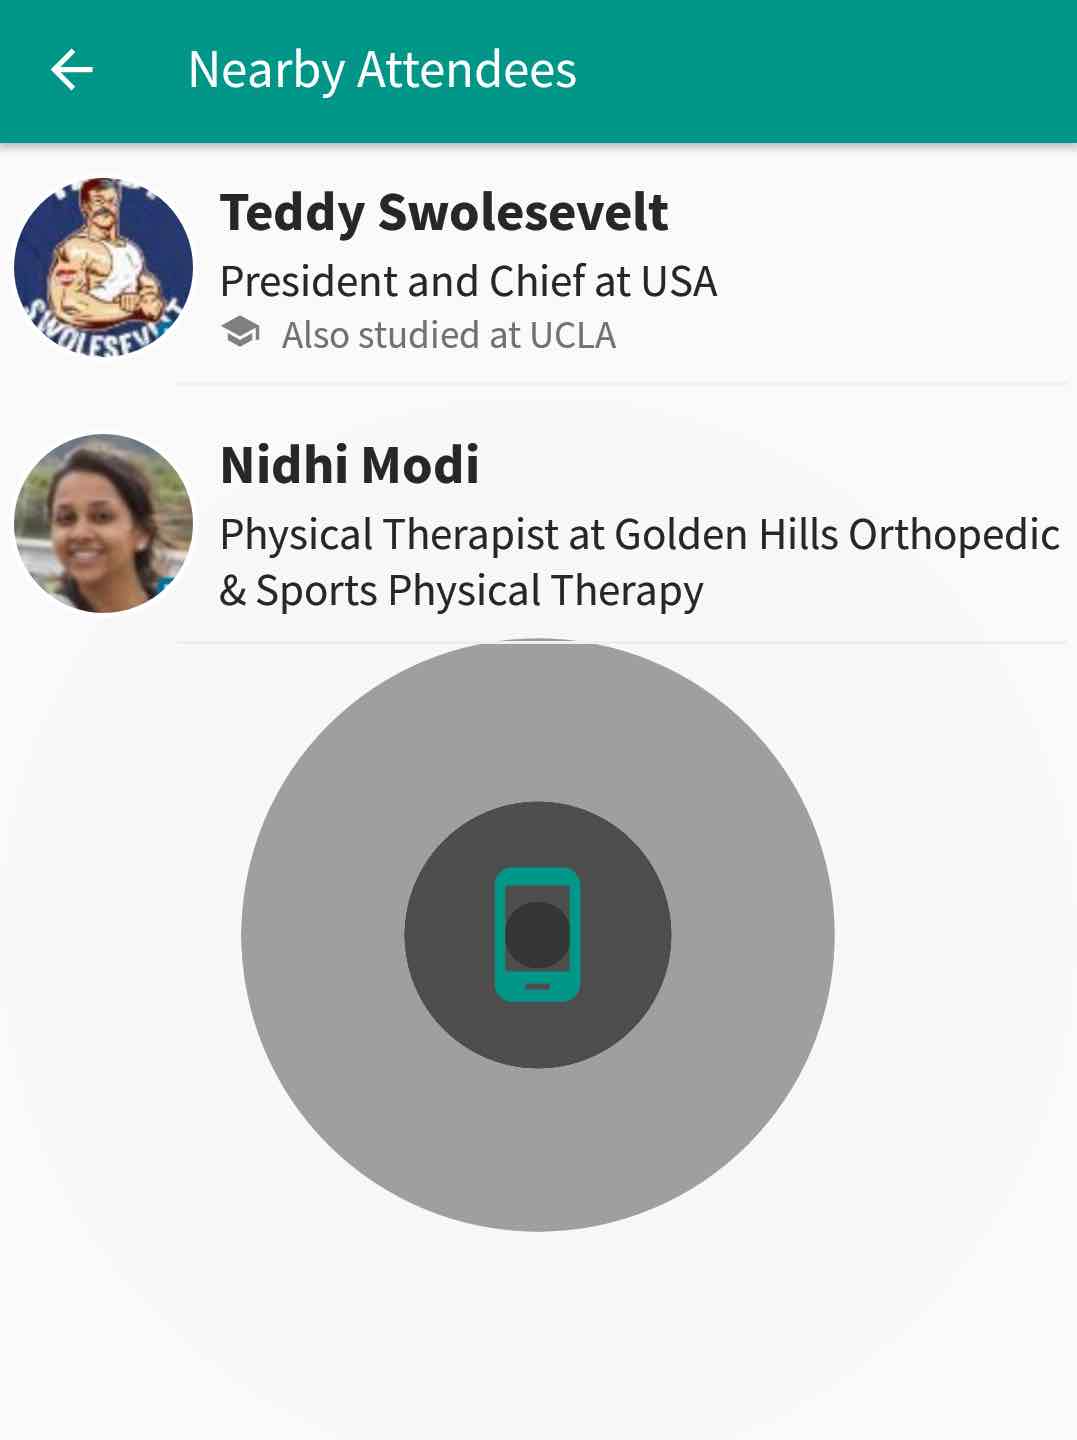 Nearby Attendees
Teddy Swolesevelt
President and Chief at USA
Also studied at UCLA
Nidhi Modi
Physical Therapist at Golden Hills Orthopedic
& Sports Physical Therapy